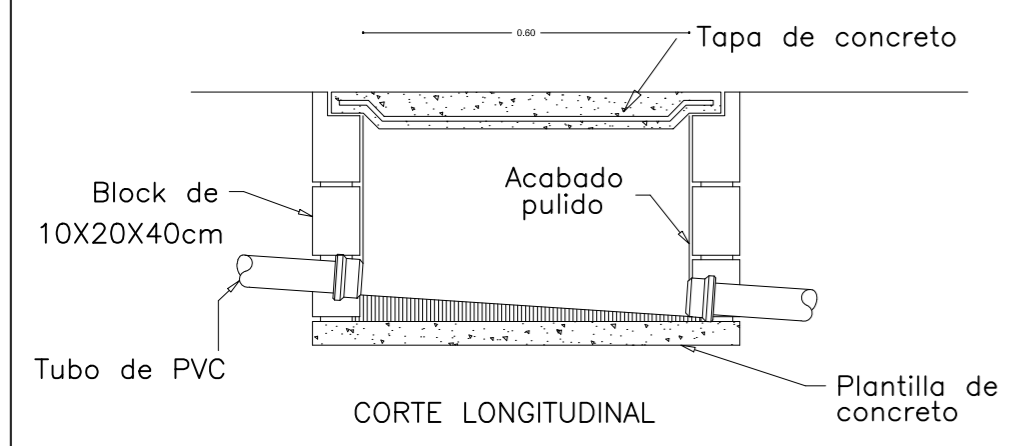 0.60
Tapa de concreto
Block de
10X20X40cm
Acabado
pulido
Tubo de PVC
Plantilla de
concreto
CORTE LONGITUDINAL